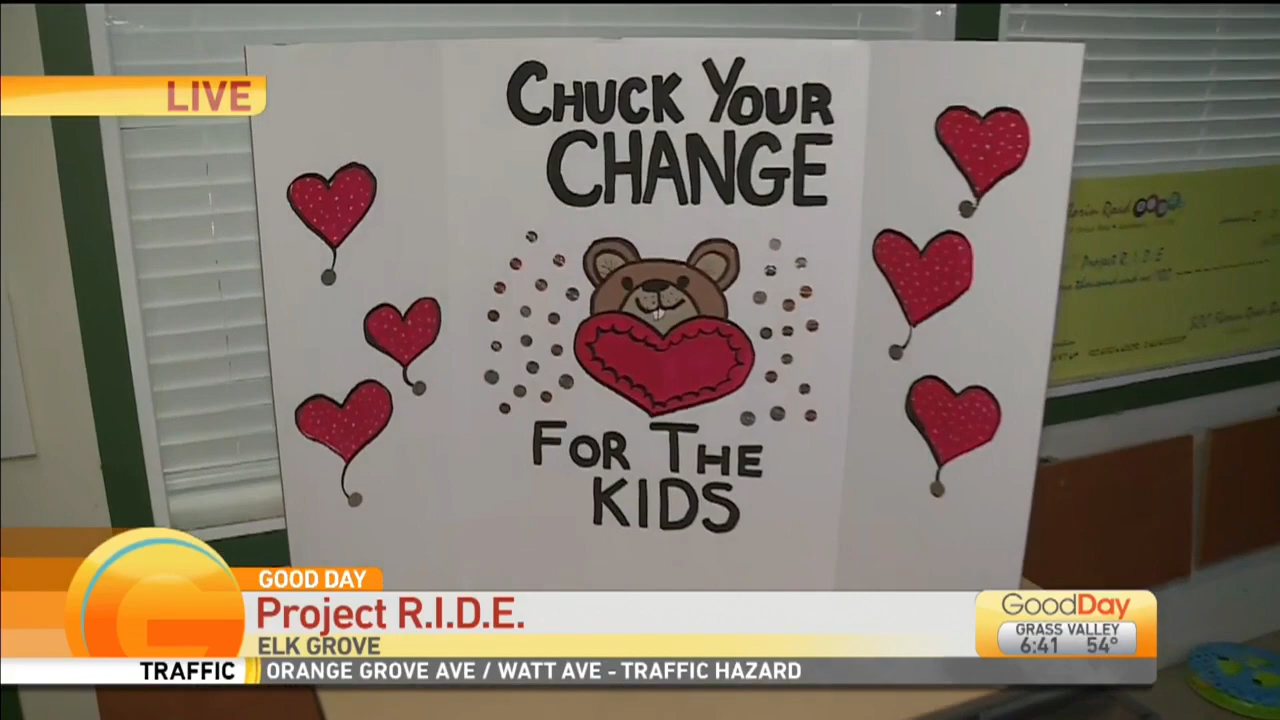 LIVE
CHUCK YOUR
CHANGE
FOR THE
KIDS
Project R.I.D.E
GOOD DAY
Project R.I.D.E.
ELK GROVE
GoodDay
GRASS VALLEY
6:41 54°
TRAFFIC ORANGE GROVE AVE / WATT AVE - TRAFFIC HAZARD